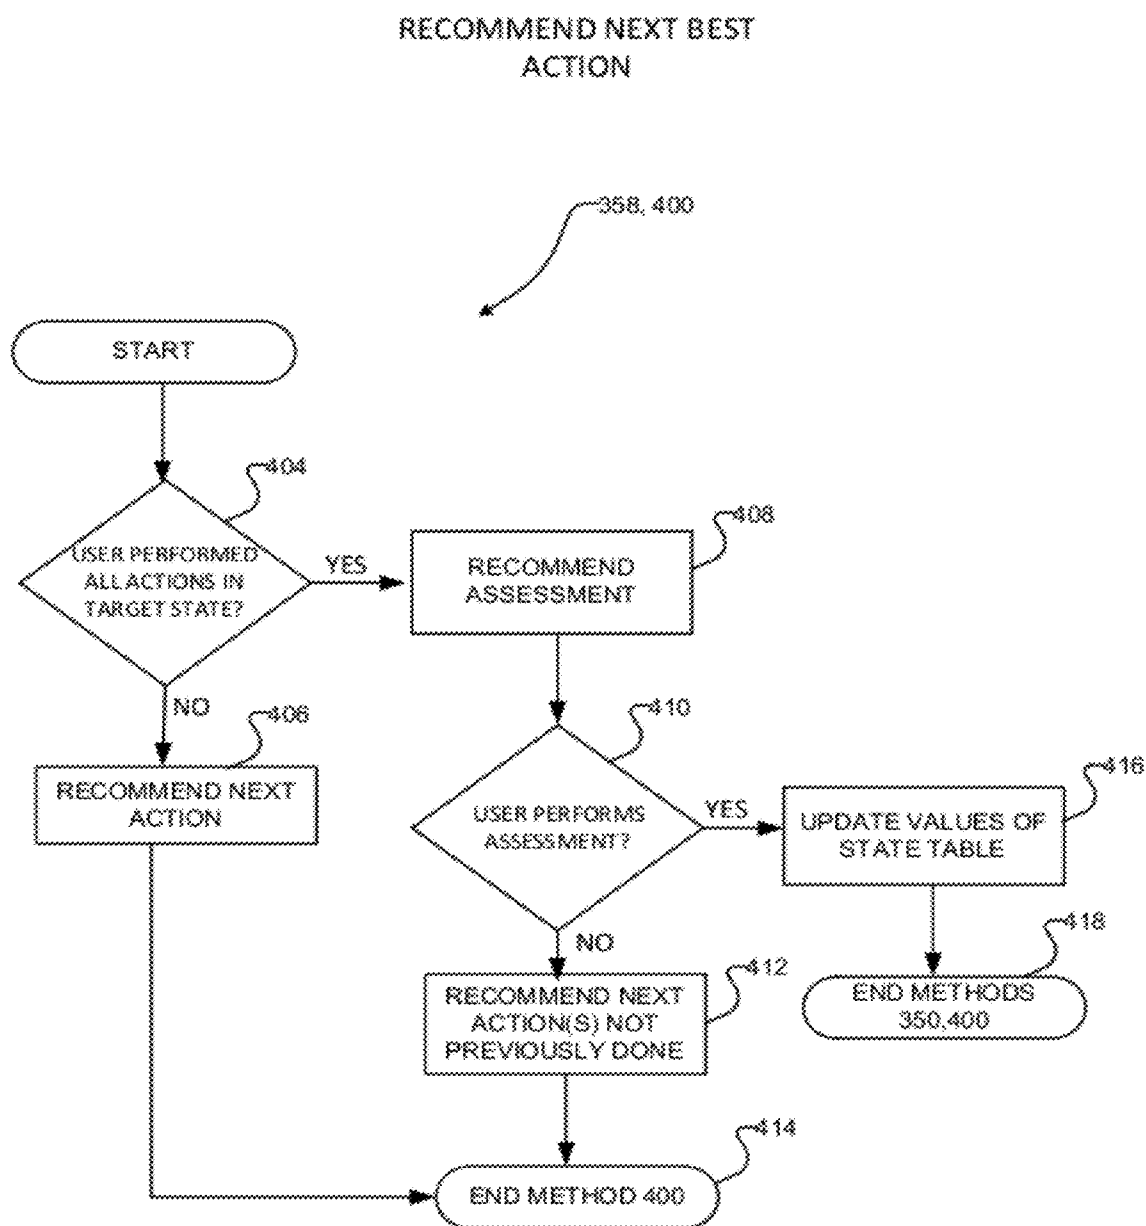 RECOMMEND NEXT BEST
ACTION
358, 400
START
404
USER PERFORMED
ALL ACTIONS IN
TARGET STATE?
YES
408
RECOMMEND
ASSESSMENT
NO
406
RECOMMEND NEXT
ACTION
410
USER PERFORMS
ASSESSMENT?
YES
416
UPDATE VALUES OF
STATE TABLE
NO
418
END METHODS
350,400
412
RECOMMEND NEXT
ACTION(S) NOT
PREVIOUSLY DONE
414
END METHOD 400